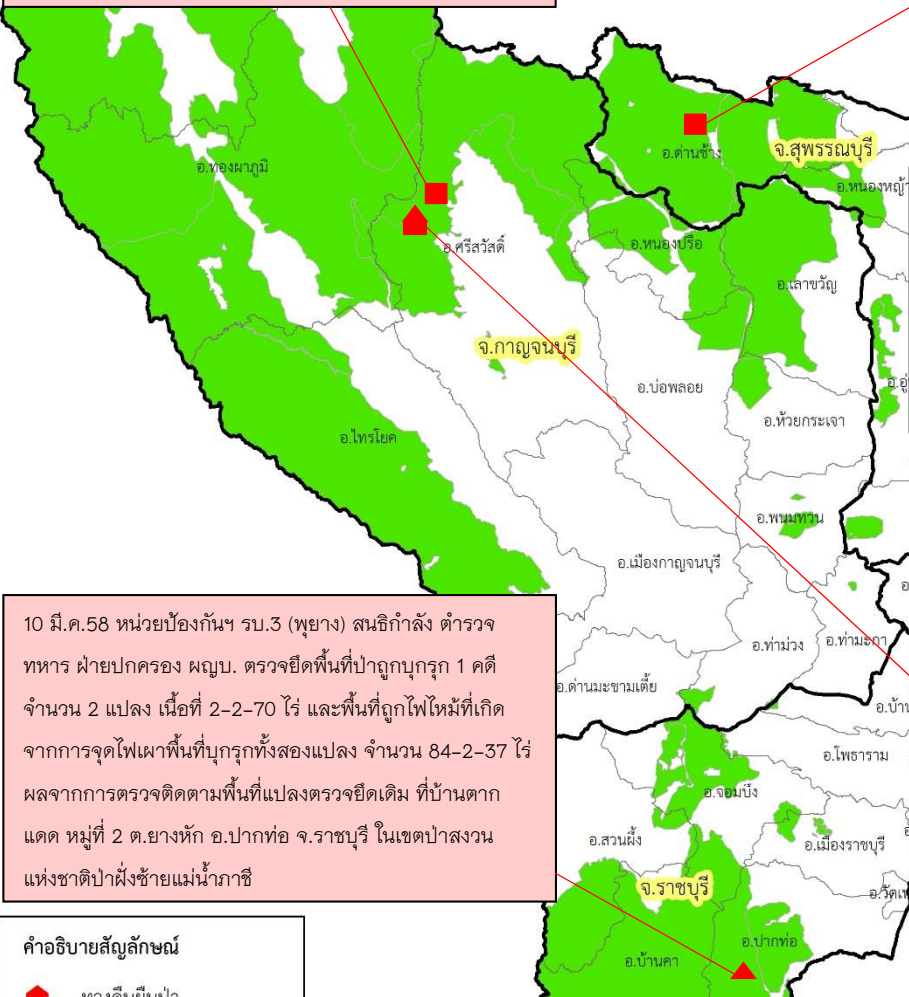 อ.ด่านช้าง
จ.สุพรรณบุรี
อ.ทองผาภูมิ
อ.หนองหญ้า
อ.ศรีสวัสดิ์
อ.หนองปรือ
อ.เลาขวัญ
จ.กาญจนบุรี
อ.บ่อพลอย
อ.อู่
อ.ห้วยกระเจา
อ.ไทรโยค
อ.พนมทวน
อ.เมืองกาญจนบุรี
อ.ท่าม่วง
อ.ท่ามะกา
อ.ด่านมะขามเตี้ย
อ.บ้าน
10 มี.ค.58 หน่วยป้องกันฯ รบ.3 (พุยาง) สนธิกำลัง ตำรวจ
ทหาร ฝ่ายปกครอง ผญบ. ตรวจยึดพื้นที่ป่าถูกบุกรุก 1 คดี
จำนวน 2 แปลง เนื้อที่ 2-2-70 ไร่ และพื้นที่ถูกไฟไหม้ที่เกิด
จากการจุดไฟเผาพื้นที่บุกรุกทั้งสองแปลง จำนวน 84-2-37 ไร่
ผลจากการตรวจติดตามพื้นที่แปลงตรวจยึดเดิม ที่บ้านตาก
แดด หมู่ที่ 2 ต.ยางหัก อ.ปากท่อ จ.ราชบุรี ในเขตป่าสงวน
แห่งชาติป่าฝั่งซ้ายแม่น้ำภาชี
อ.โพธาราม
อ.จอมบึง
อ.สวนผึ้ง
อ.เมืองราชบุรี
จ.ราชบุรี
อ.วัดเ
อ.ปากท่อ
อ.บ้านคา
คำอธิบายสัญลักษณ์
ทวงคืนผืนป่า